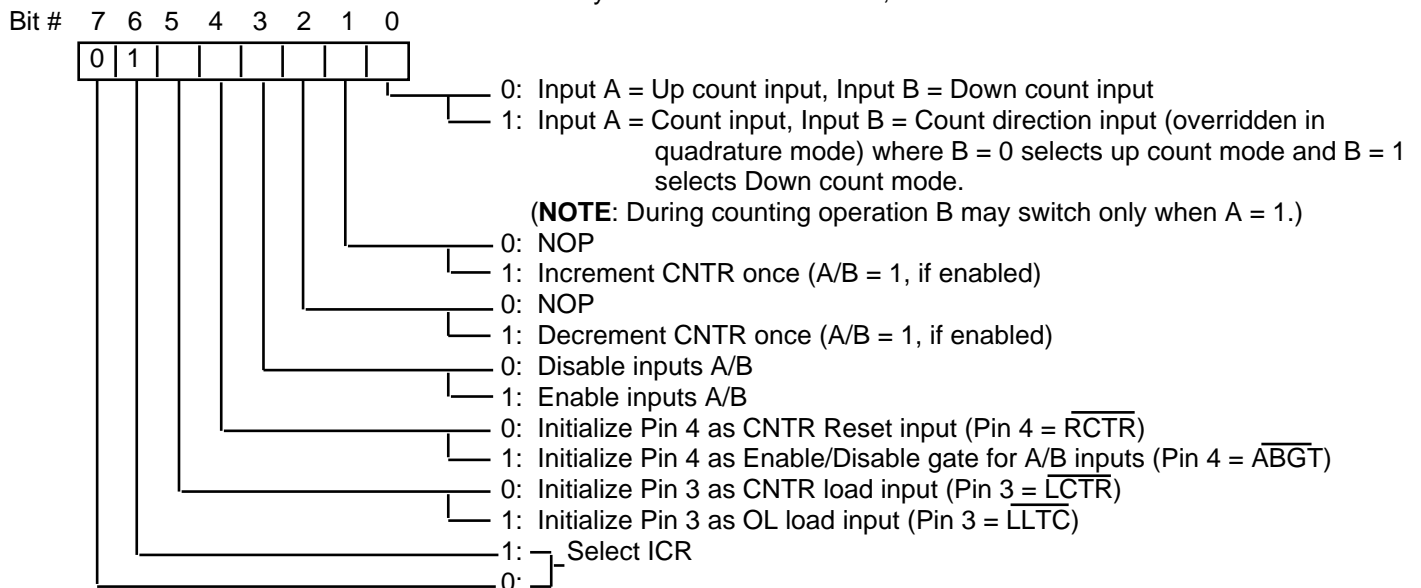 Bit # 7 6 5 4 3 2 1 0
0 1
0: Input A = Up count input, Input B = Down count input
1: Input A = Count input, Input B = Count direction input (overridden in
quadrature mode) where B = 0 selects up count mode and B = 1
selects Down count mode.
(NOTE: During counting operation B may switch only when A = 1.)
0: NOP
1: Increment CNTR once (A/B = 1, if enabled)
0: NOP
1: Decrement CNTR once (A/B = 1, if enabled)
0: Disable inputs A/B
1: Enable inputs A/B
0: Initialize Pin 4 as CNTR Reset input (Pin 4 = R̅C̅T̅R̅)
1: Initialize Pin 4 as Enable/Disable gate for A/B inputs (Pin 4 = A̅B̅G̅T̅)
0: Initialize Pin 3 as CNTR load input (Pin 3 = L̅C̅T̅R̅)
1: Initialize Pin 3 as OL load input (Pin 3 = L̅L̅T̅C̅)
1: Select ICR
0: